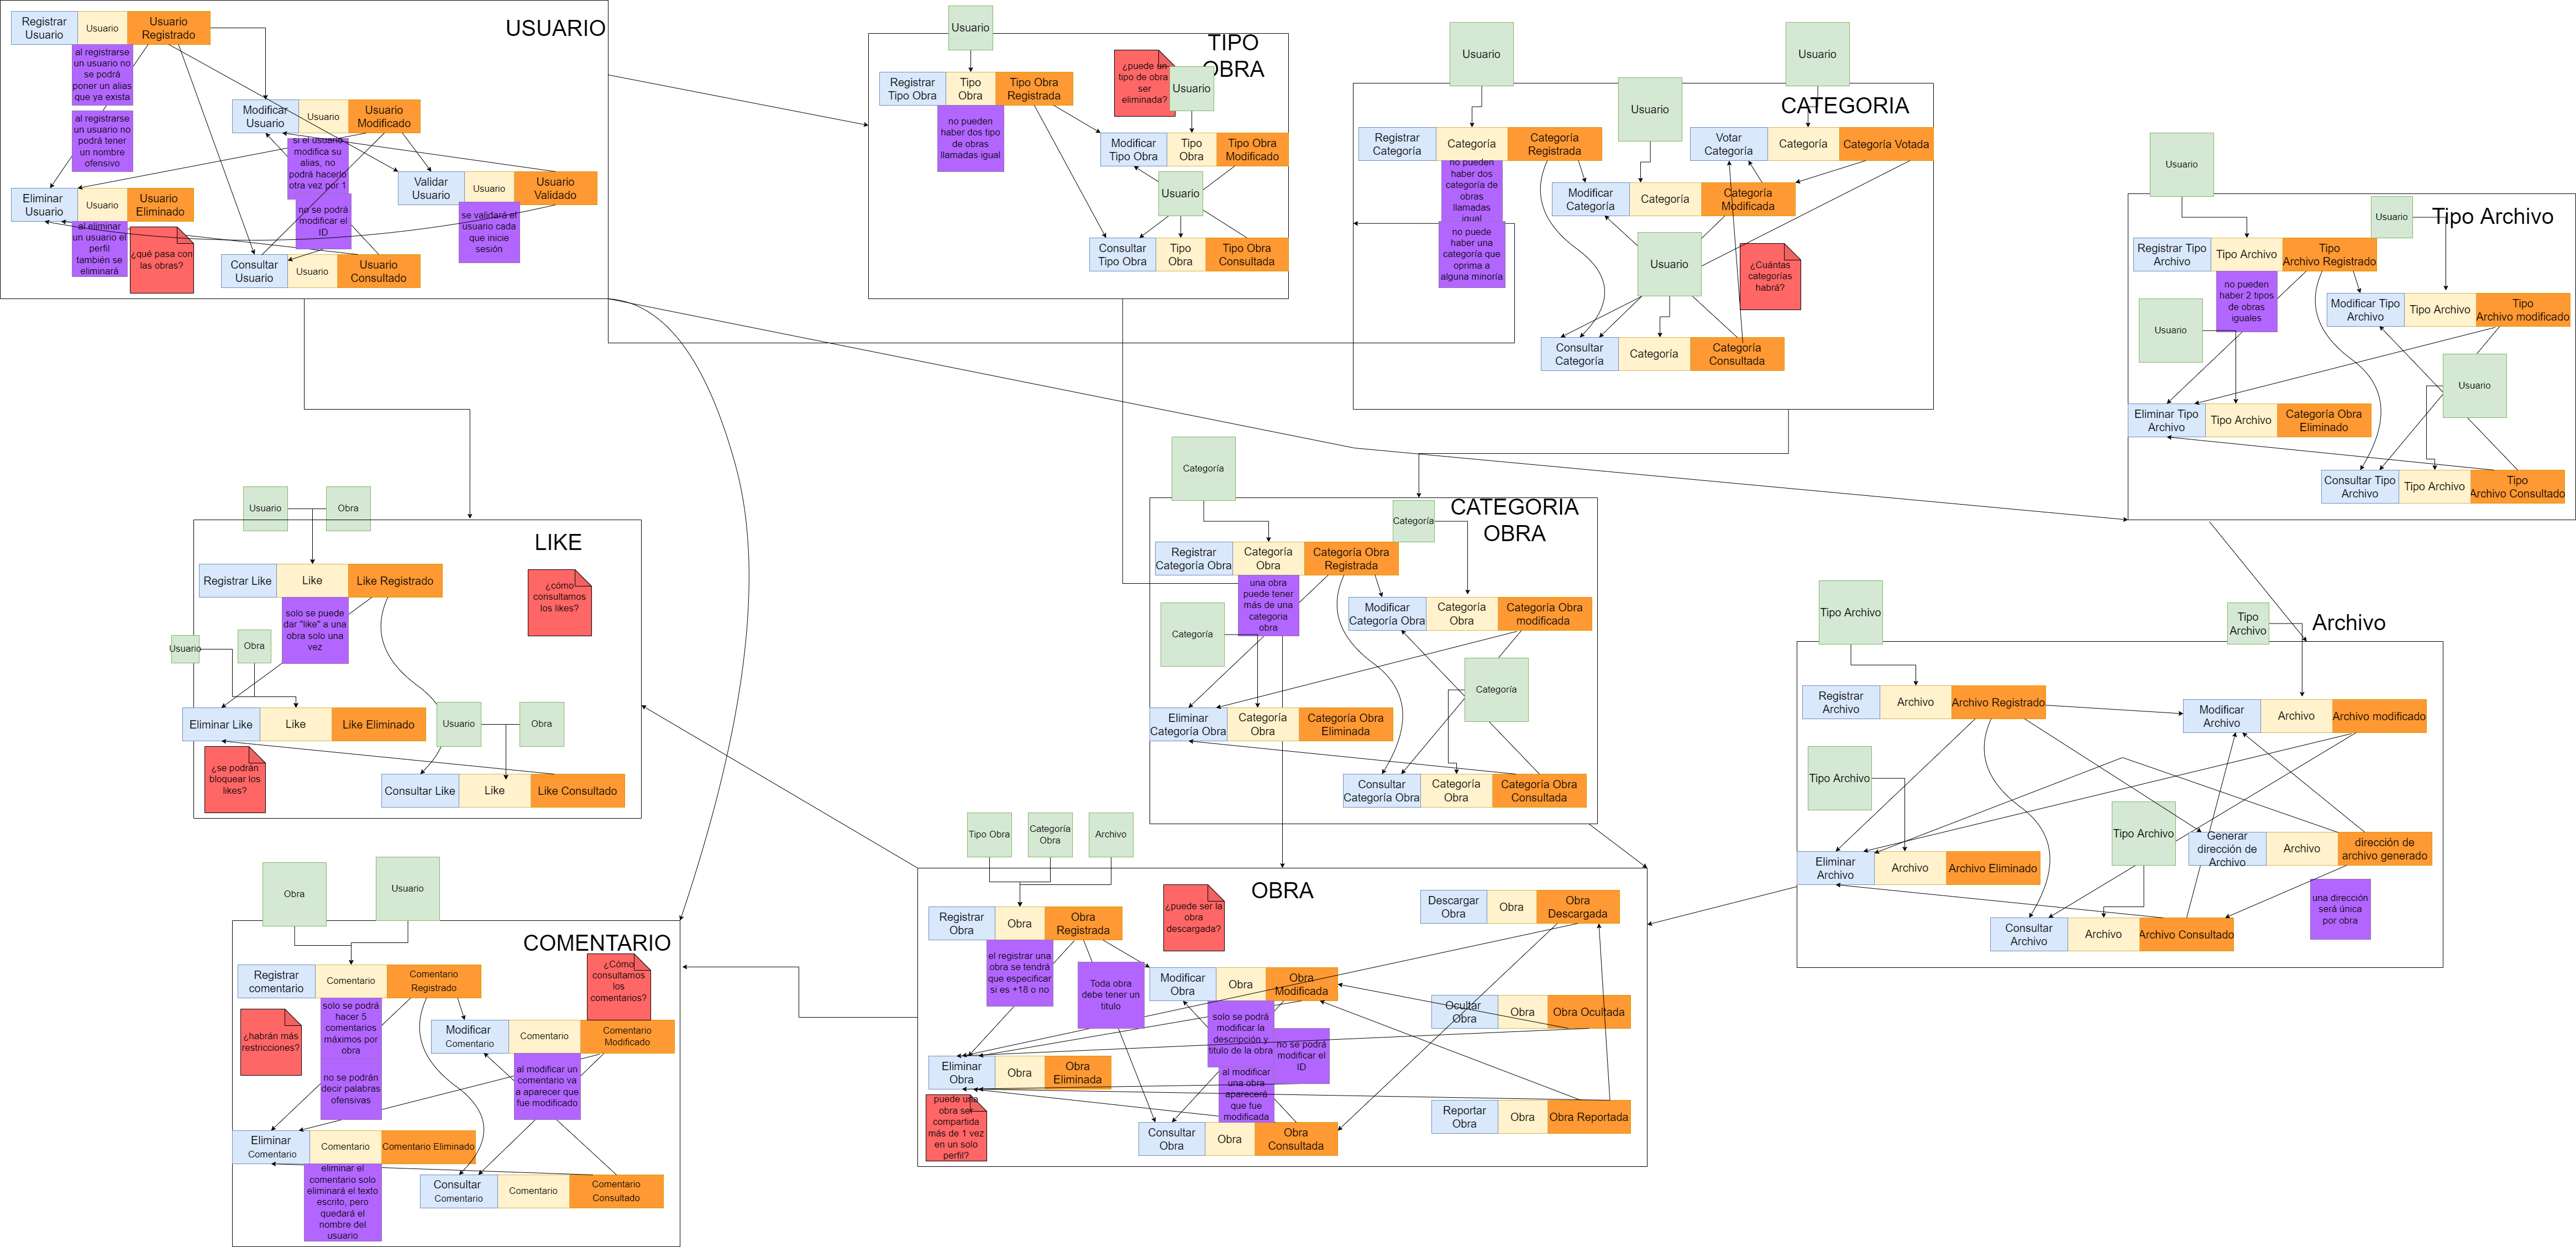 USUARIO
Registrar
Usuario
Usuario
Usuario
Registrado
al registrarse
un usuario no
se podrá
poner un alias
que ya exista
al registrarse
un usuario no
podrá tener
un nombre
ofensivo
Modificar
Usuario
Usuario
Usuario
Modificado
si el usuario
modifica su
alias, no
podrá hacerlo
otra vez por 1
no se podrá
modificar el
ID
Validar
Usuario
Usuario
Usuario
Validado
se validará el
usuario cada
que inicie
sesión
Eliminar
Usuario
Usuario
Usuario
Eliminado
al eliminar
un usuario el
perfil
también se
eliminará
¿qué pasa con
las obras?
Consultar
Usuario
Usuario
Usuario
Consultado
Usuario
TIPO
OBRA
Registrar
Tipo Obra
Tipo
Obra
Tipo Obra
Registrada
no pueden
haber dos tipo
de obras
llamadas igual
¿puede un
tipo de obra
ser
eliminada?
Usuario
Modificar
Tipo Obra
Tipo
Obra
Tipo Obra
Modificado
Usuario
Consultar
Tipo Obra
Tipo
Obra
Tipo Obra
Consultada
Usuario
Usuario
Usuario
CATEGORIA
Registrar
Categoría
Categoría
Categoría
Registrada
no pueden
haber dos
categoría de
obras
llamadas
igual
no puede
haber una
categoría que
oprima a
alguna minoría
Votar
Categoría
Categoría
Categoría Votada
Modificar
Categoría
Categoría
Categoría
Modificada
Usuario
¿Cuántas
categorías
habrá?
Consultar
Categoría
Categoría
Categoría
Consultada
Usuario
Usuario
Tipo Archivo
Registrar Tipo
Archivo
Tipo Archivo
Tipo
Archivo Registrado
no pueden
haber 2 tipos
de obras
iguales
Usuario
Modificar Tipo
Archivo
Tipo Archivo
Tipo
Archivo modificado
Usuario
Eliminar Tipo
Archivo
Tipo Archivo
Categoría Obra
Eliminado
Consultar Tipo
Archivo
Tipo Archivo
Tipo
Archivo Consultado
Usuario
Obra
LIKE
Registrar Like
Like
Like Registrado
solo se puede
dar "like" a una
obra solo una
vez
¿cómo
consultamos
los likes?
Usuario
Obra
Eliminar Like
Like
Like Eliminado
¿se podrán
bloquear los
likes?
Usuario
Obra
Consultar Like
Like
Like Consultado
Categoría
Categoría
CATEGORIA
OBRA
Registrar
Categoría Obra
Categoría
Obra
Categoría Obra
Registrada
una obra
puede tener
más de una
categoria
obra
Categoría
Modificar
Categoría Obra
Categoría
Obra
Categoría Obra
modificada
Categoría
Eliminar
Categoría Obra
Categoría
Obra
Categoría Obra
Eliminada
Consultar
Categoría Obra
Categoría
Obra
Categoría Obra
Consultada
Tipo Archivo
Tipo
Archivo
Archivo
Registrar
Archivo
Archivo
Archivo Registrado
Modificar
Archivo
Archivo
Archivo modificado
Tipo Archivo
Tipo Archivo
Generar
dirección de
Archivo
Archivo
dirección de
archivo generado
una dirección
será única
por obra
Eliminar
Archivo
Archivo
Archivo Eliminado
Consultar
Archivo
Archivo
Archivo Consultado
Obra
Usuario
COMENTARIO
Registrar
comentario
Comentario
Comentario
Registrado
¿Cómo
consultamos
los
comentarios?
solo se podrá
hacer 5
comentarios
máximos por
obra
no se podrán
decir palabras
ofensivas
¿habrán más
restricciones?
Modificar
Comentario
Comentario
Comentario
Modificado
al modificar un
comentario va
a aparecer que
fue modificado
Eliminar
Comentario
Comentario
Comentario Eliminado
eliminar el
comentario solo
eliminará el texto
escrito, pero
quedará el
nombre del
usuario
Consultar
Comentario
Comentario
Comentario
Consultado
Tipo Obra
Categoría
Obra
Archivo
OBRA
Registrar
Obra
Obra
Obra
Registrada
el registrar una
obra se tendrá
que especificar
si es +18 o no
Toda obra
debe tener un
titulo
¿puede ser la
obra
descargada?
Descargar
Obra
Obra
Obra
Descargada
Modificar
Obra
Obra
Obra
Modificada
solo se podrá
modificar la
descripción y
titulo de la obra
no se podrá
modificar el
ID
al modificar
una obra
aparecerá
que fue
modificada
Ocultar
Obra
Obra
Obra Ocultada
Eliminar
Obra
Obra
Obra
Eliminada
puede una
obra ser
compartida
más de 1 vez
en un solo
perfil?
Reportar
Obra
Obra
Obra Reportada
Consultar
Obra
Obra
Obra
Consultada